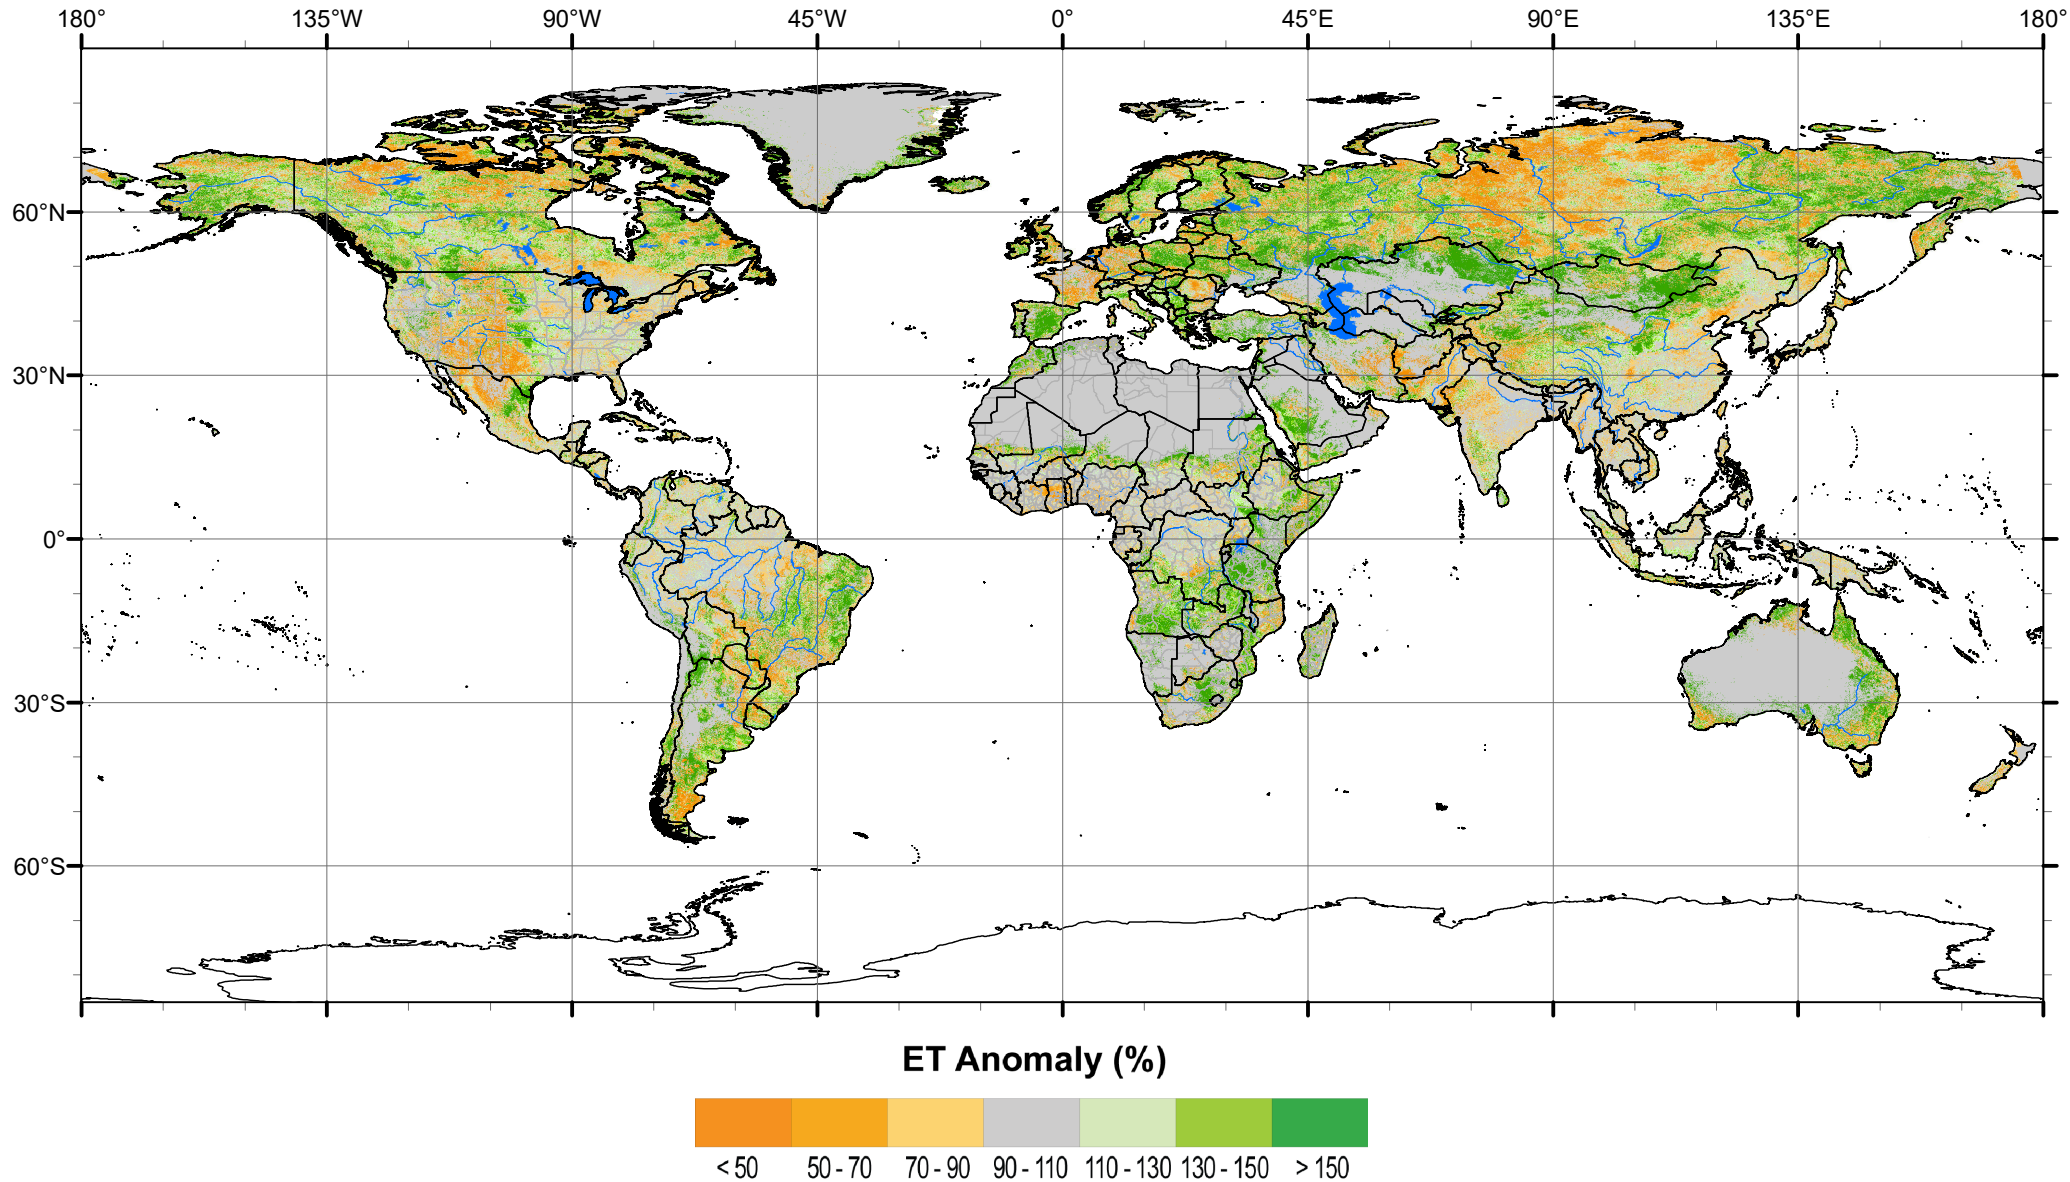 180° 135°W 90°W 45°W 0° 45°E 90°E 135°E 180°
60°N
30°N
0°
30°S
60°S
ET Anomaly (%)
< 50 50 - 70 70 - 90 90 - 110 110 - 130 130 - 150 > 150